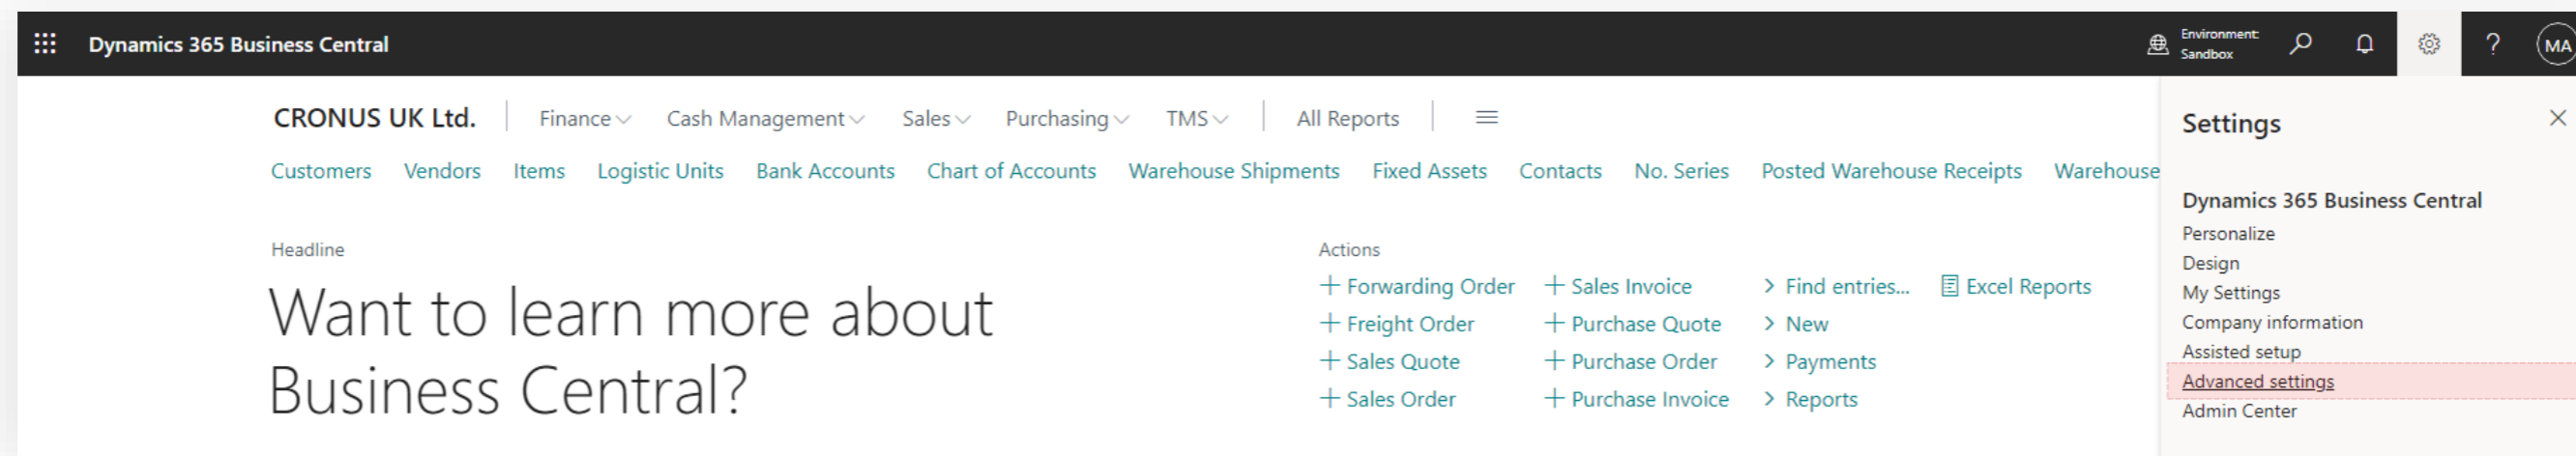 Dynamics 365 Business Central
Environment:
Sandbox
?
MA
CRONUS UK Ltd. Finance Cash Management Sales Purchasing TMS All Reports
Customers Vendors Items Logistic Units Bank Accounts Chart of Accounts Warehouse Shipments Fixed Assets Contacts No. Series Posted Warehouse Receipts Warehouse
Headline
Want to learn more about
Business Central?
Actions
+ Forwarding Order + Sales Invoice > Find entries... Excel Reports
+ Freight Order + Purchase Quote > New
+ Sales Quote + Purchase Order > Payments
+ Sales Order + Purchase Invoice > Reports
Settings
Dynamics 365 Business Central
Personalize
Design
My Settings
Company information
Assisted setup
Advanced settings
Admin Center